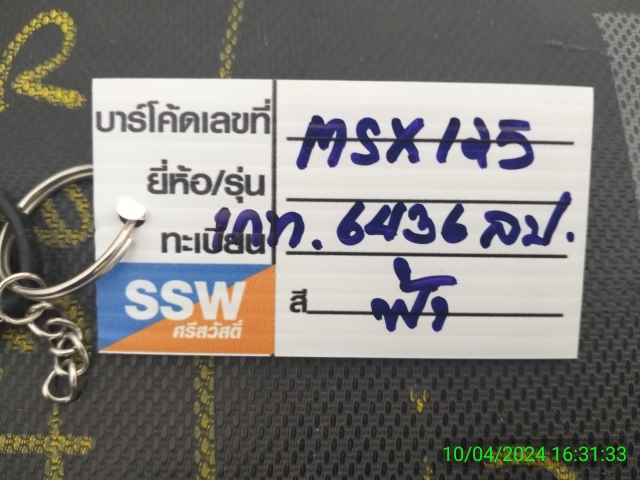 บาร์โค้ดเลขที่
MSX 125
ยี่ห้อ/รุ่น
ทะเบียน
1กท. 6436 ลป.
SSW
ศรีสวัสดิ์
สี ฟ้า
10/04/2024 16:31:33